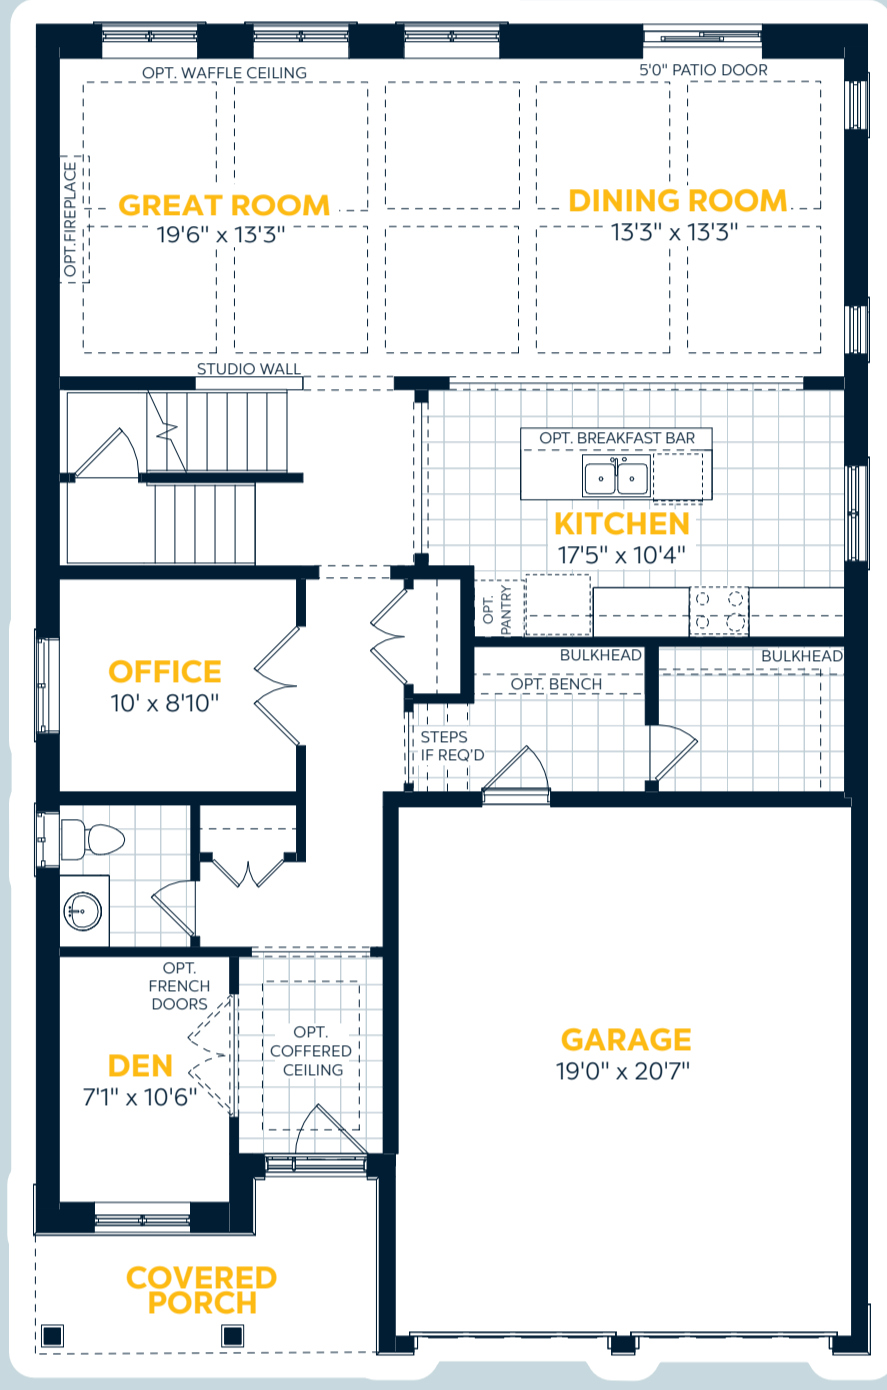 OPT. WAFFLE CEILING
5'0" PATIO DOOR
OPT.FIREPLACE
GREAT ROOM
19'6" x 13'3"
DINING ROOM
13'3" x 13'3"
STUDIO WALL
OPT. BREAKFAST BAR
KITCHEN
17'5" x 10'4"
OPT.
PANTRY
OFFICE
10' x 8'10"
BULKHEAD
BULKHEAD
OPT. BENCH
STEPS
IF REQ'D
OPT.
FRENCH
DOORS
DEN
7'1" x 10'6"
OPT.
COFFERED
CEILING
GARAGE
19'0" x 20'7"
COVERED
PORCH